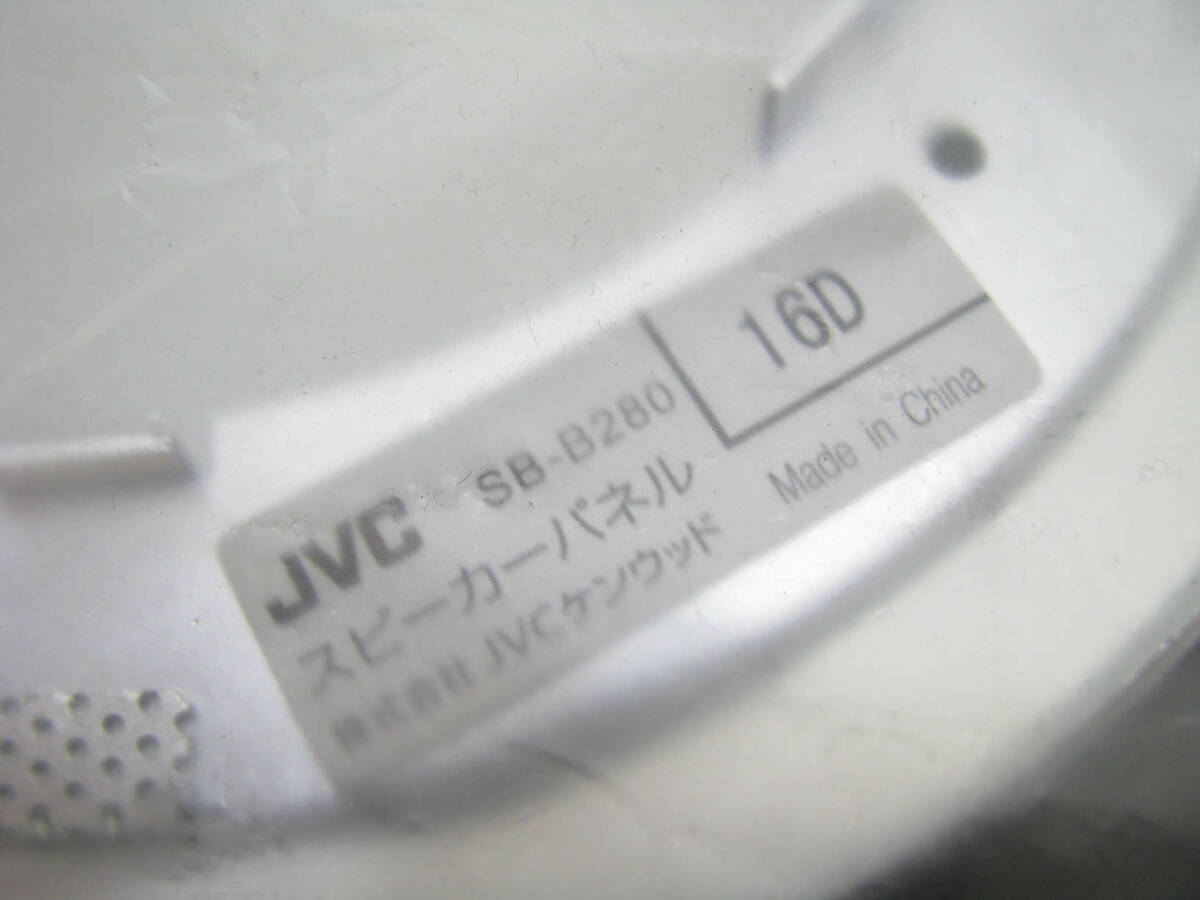 JVC SB-B280
16D
スピーカーパネル
株式会社 JVCケンウッド
Made in China